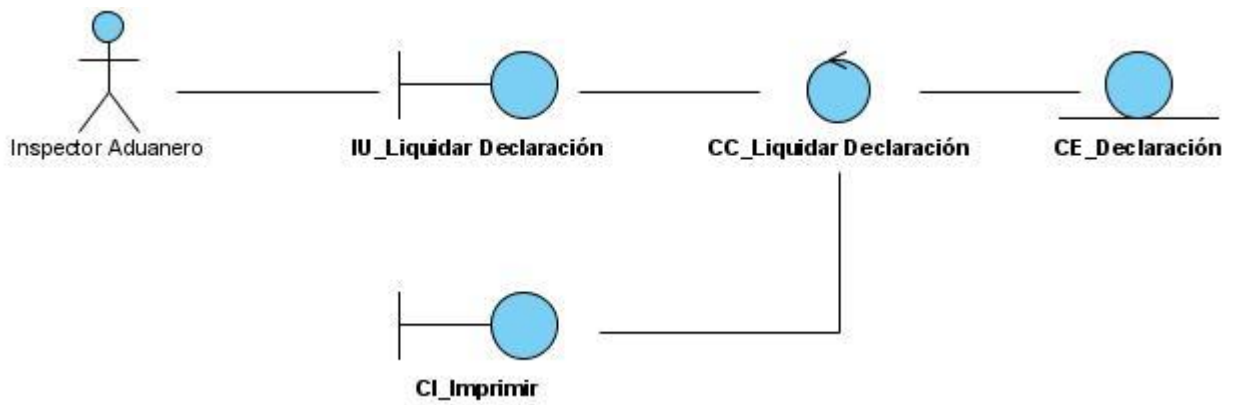 Inspector Aduanero
IU_Liquidar Declaración
CC_Liquidar Declaración
CE_Declaración
CI_Imprimir